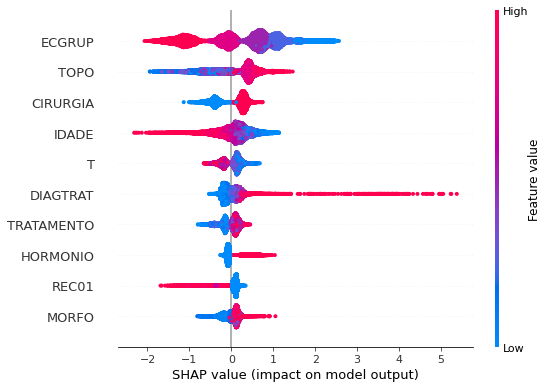 High
ECGRUP
TOPO
CIRURGIA
IDADE
T
DIAGTRAT
TRATAMENTO
HORMONIO
REC01
MORFO
Feature value
Low
−2 −1 0 1 2 3 4 5
SHAP value (impact on model output)